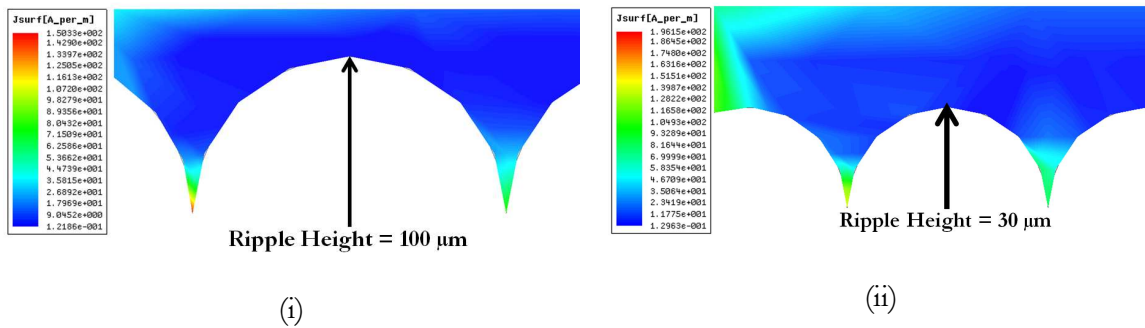 Jsurf[A_per_m]
1.5033e+002
1.4290e+002
1.3397e+002
1.2505e+002
1.1613e+002
1.0720e+002
9.8279e+001
8.9356e+001
8.0432e+001
7.1509e+001
6.2586e+001
5.3662e+001
4.4739e+001
3.5815e+001
2.6892e+001
1.7969e+001
9.0452e+000
1.2186e-001
Ripple Height = 100 µm
(i)
Jsurf[A_per_m]
1.9615e+002
1.8645e+002
1.7480e+002
1.6316e+002
1.5151e+002
1.3987e+002
1.2822e+002
1.1658e+002
1.0493e+002
9.3289e+001
8.1644e+001
6.9999e+001
5.8354e+001
4.6709e+001
3.5064e+001
2.3419e+001
1.1775e+001
1.2963e-001
Ripple Height = 30 µm
(ii)